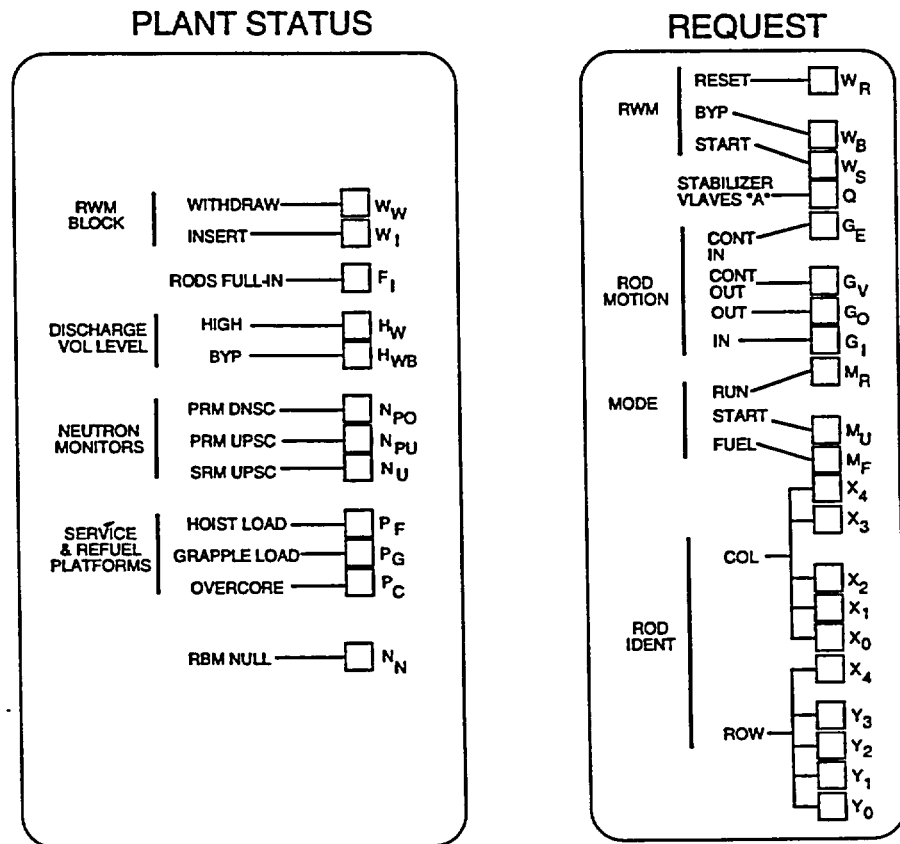 PLANT STATUS
RWM
BLOCK
WITHDRAW
W_W
INSERT
W_I
RODS FULL-IN
F_I
DISCHARGE
VOL LEVEL
HIGH
H_W
BYP
H_WB
NEUTRON
MONITORS
PRM DNSC
N_PO
PRM UPSC
N_PU
SRM UPSC
N_U
SERVICE
& REFUEL
PLATFORMS
HOIST LOAD
P_F
GRAPPLE LOAD
P_G
OVERCORE
P_C
RBM NULL
N_N
REQUEST
RWM
RESET
W_R
BYP
W_B
START
W_S
STABILIZER
VLAVES "A"
Q
ROD
MOTION
CONT
IN
G_E
CONT
OUT
G_V
OUT
G_O
IN
G_I
MODE
RUN
M_R
START
M_U
FUEL
M_F
ROD
IDENT
COL
X_4
X_3
X_2
X_1
X_0
ROW
X_4
Y_3
Y_2
Y_1
Y_0